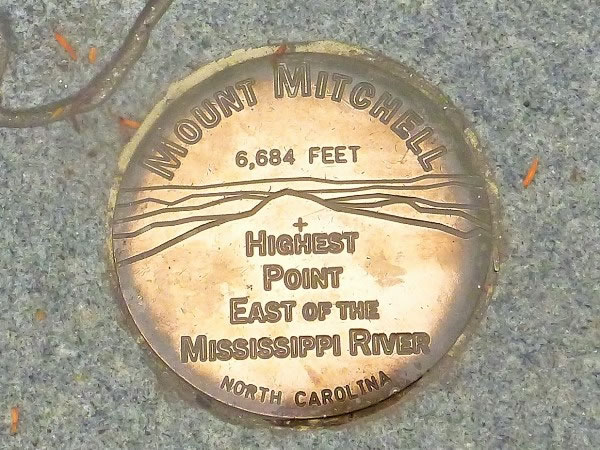 MOUNT MITCHELL
6,684 FEET
HIGHEST
POINT
EAST OF THE
MISSISSIPPI RIVER
NORTH CAROLINA